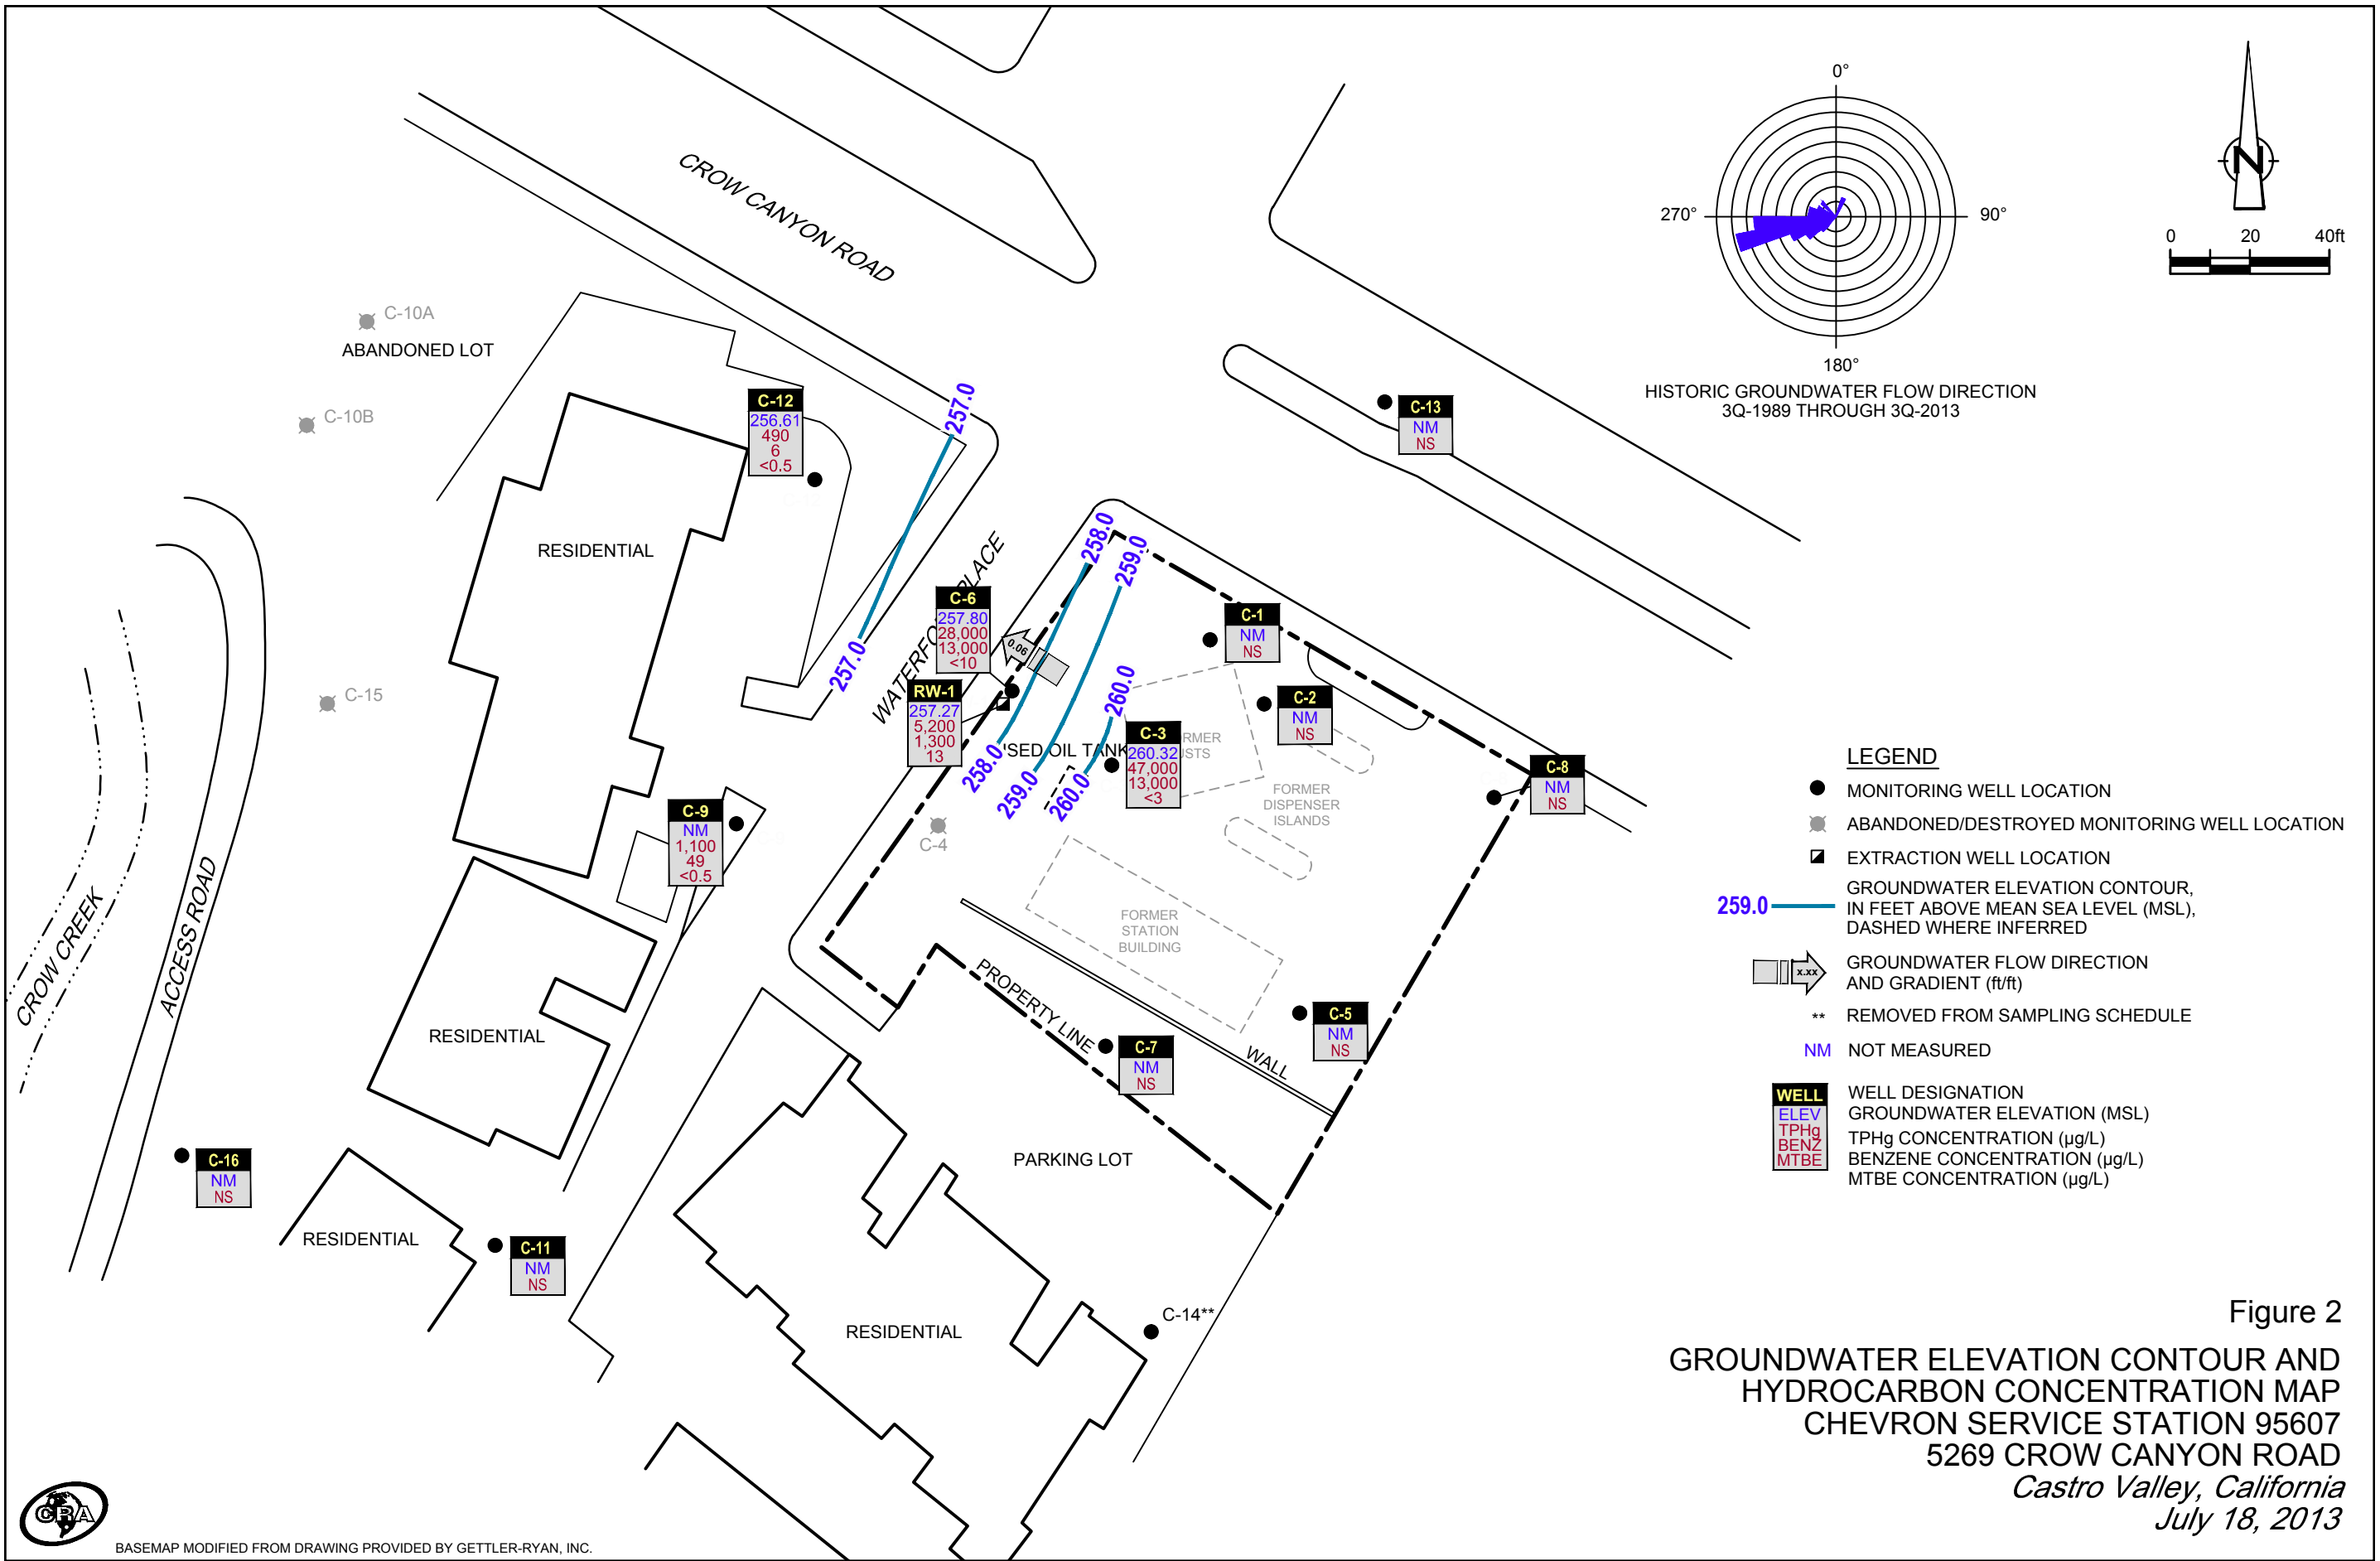 CROW CANYON ROAD
0°
270°
90°
180°
HISTORIC GROUNDWATER FLOW DIRECTION
3Q-1989 THROUGH 3Q-2013
N
0 20 40ft
C-10A
ABANDONED LOT
C-10B
C-12
256.61
490
6
<0.5
257.0
C-13
NM
NS
RESIDENTIAL
258.0
259.0
PLACE
C-6
257.80
28,000
13,000
<10
0.06
C-1
NM
NS
257.0
260.0
C-15
RW-1
257.27
5,200
1,300
13
C-2
NM
NS
C-3
260.32
47,000
13,000
<3
258.0
259.0
260.0
C-8
NM
NS
FORMER
DISPENSER
ISLANDS
C-9
NM
1,100
49
<0.5
C-4
CROW CREEK
ACCESS ROAD
FORMER
STATION
BUILDING
PROPERTY LINE
WALL
C-5
NM
NS
C-7
NM
NS
RESIDENTIAL
PARKING LOT
C-16
NM
NS
RESIDENTIAL
C-11
NM
NS
RESIDENTIAL
C-14**
LEGEND
MONITORING WELL LOCATION
ABANDONED/DESTROYED MONITORING WELL LOCATION
EXTRACTION WELL LOCATION
259.0 GROUNDWATER ELEVATION CONTOUR,
IN FEET ABOVE MEAN SEA LEVEL (MSL),
DASHED WHERE INFERRED
x.xx GROUNDWATER FLOW DIRECTION
AND GRADIENT (ft/ft)
** REMOVED FROM SAMPLING SCHEDULE
NM NOT MEASURED
WELL WELL DESIGNATION
ELEV GROUNDWATER ELEVATION (MSL)
TPHg TPHg CONCENTRATION (µg/L)
BENZ BENZENE CONCENTRATION (µg/L)
MTBE MTBE CONCENTRATION (µg/L)
Figure 2
GROUNDWATER ELEVATION CONTOUR AND
HYDROCARBON CONCENTRATION MAP
CHEVRON SERVICE STATION 95607
5269 CROW CANYON ROAD
Castro Valley, California
July 18, 2013
CRA
BASEMAP MODIFIED FROM DRAWING PROVIDED BY GETTLER-RYAN, INC.